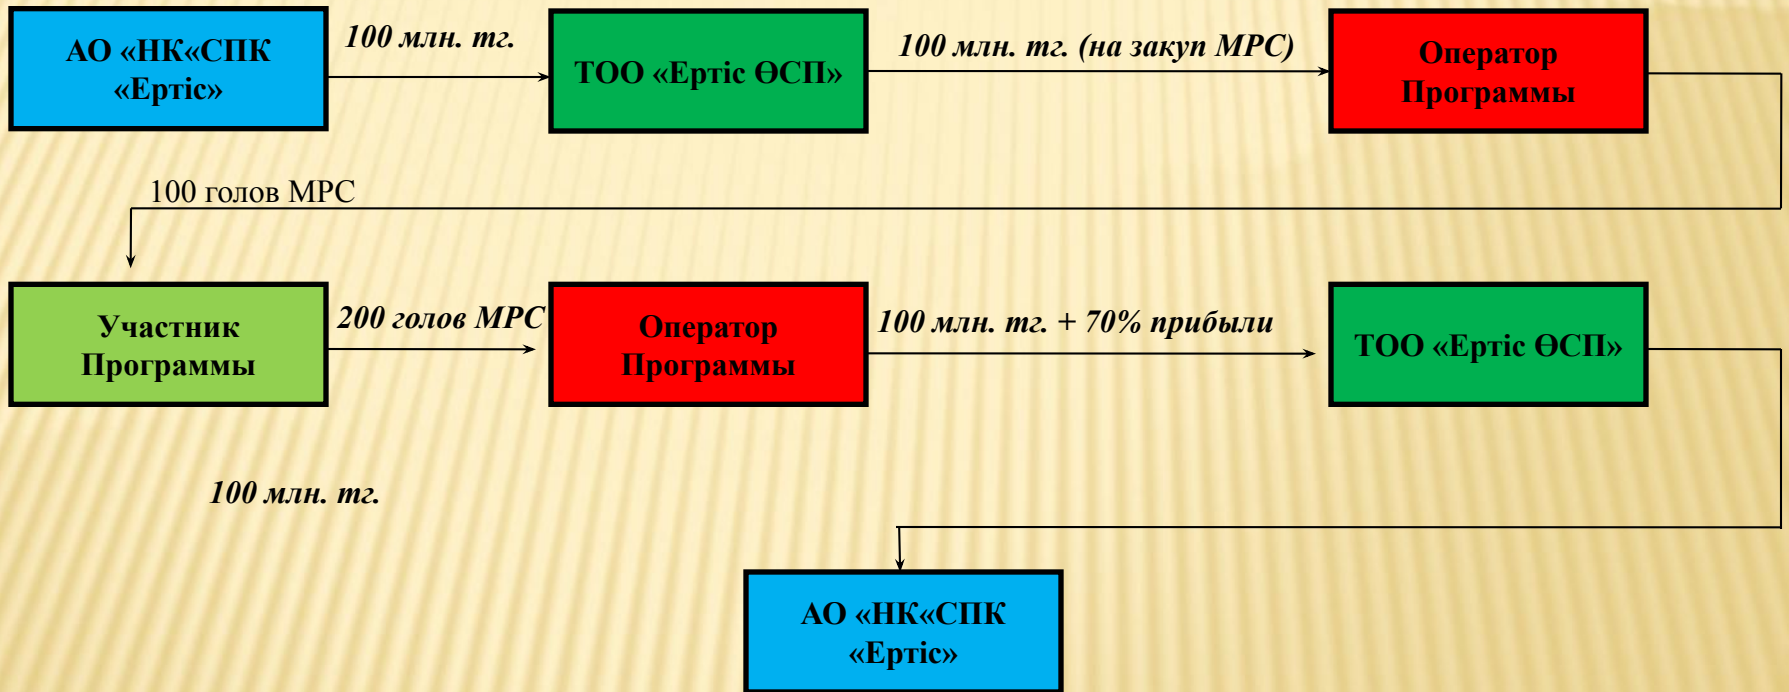 АО «НК«СПК
«Ертіс»
100 млн. тг.
ТОО «Ертіс ӨСП»
100 млн. тг. (на закуп МРС)
Оператор
Программы
100 голов МРС
Участник
Программы
200 голов МРС
Оператор
Программы
100 млн. тг. + 70% прибыли
ТОО «Ертіс ӨСП»
100 млн. тг.
АО «НК«СПК
«Ертіс»